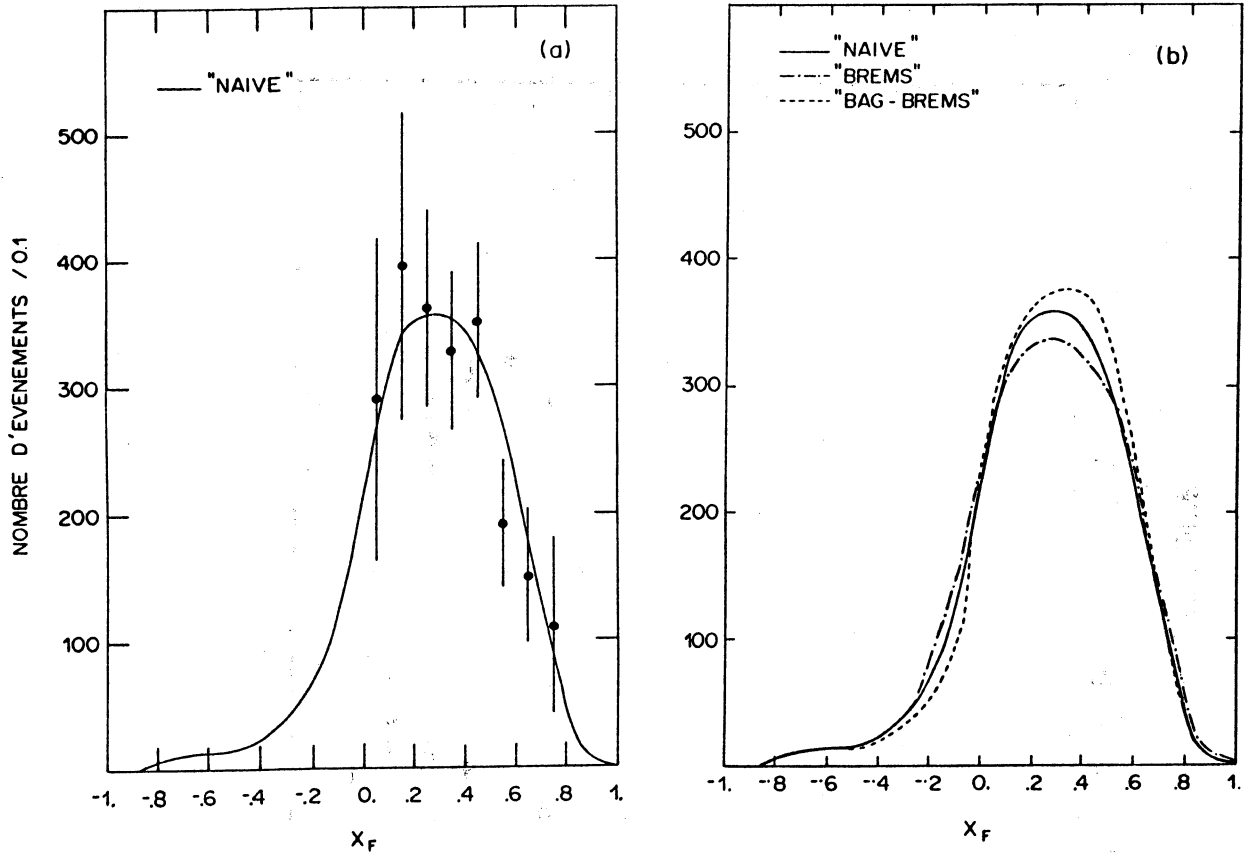 (a)
"NAIVE"
500
400
300
200
100
NOMBRE D'EVENEMENTS / 0.1
-1. -.8 -.6 -.4 -.2 0. .2 .4 .6 .8 1.
X_F
(b)
"NAIVE"
"BREMS"
"BAG - BREMS"
500
400
300
200
100
-1. -.8 -.6 -.4 -.2 0. .2 .4 .6 .8 1.
X_F